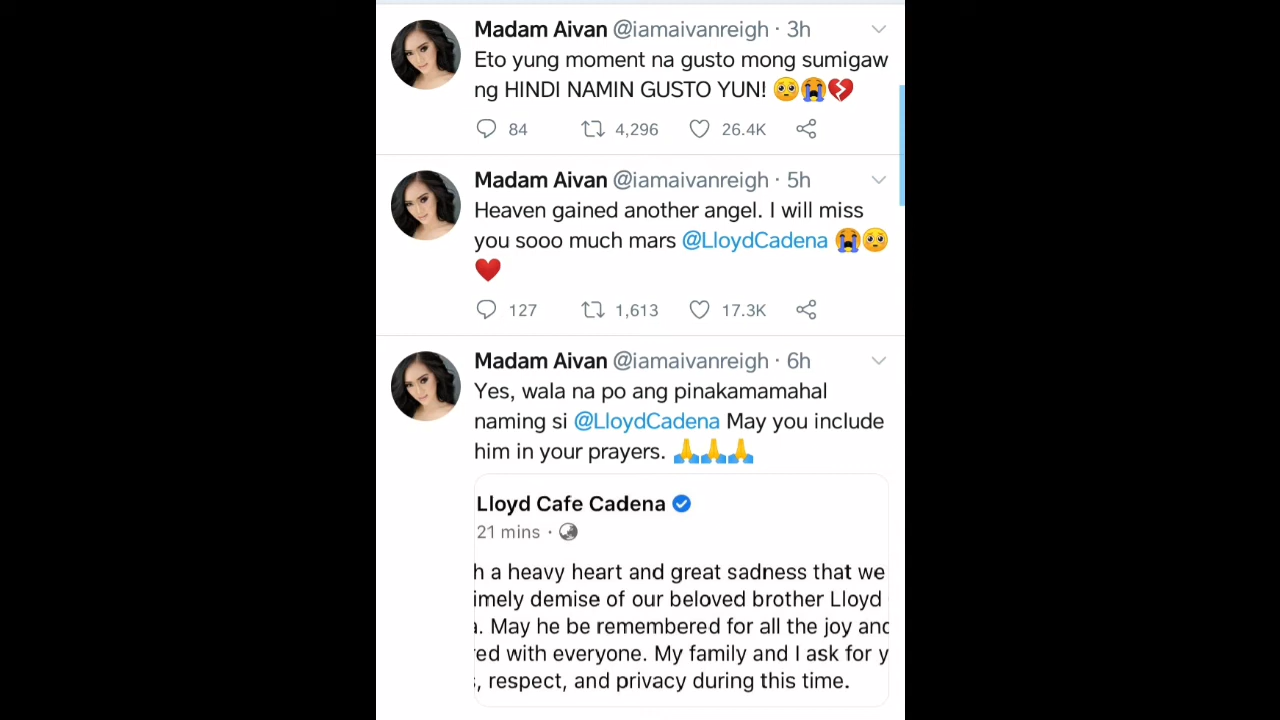 Madam Aivan @iamaivanreigh · 3h
Eto yung moment na gusto mong sumigaw
ng HINDI NAMIN GUSTO YUN! 🥺😭💔
84 4,296 26.4K
Madam Aivan @iamaivanreigh · 5h
Heaven gained another angel. I will miss
you sooo much mars @LloydCadena 😭🥺
❤️
127 1,613 17.3K
Madam Aivan @iamaivanreigh · 6h
Yes, wala na po ang pinakamamahal
naming si @LloydCadena May you include
him in your prayers. 🙏🙏🙏
Lloyd Cafe Cadena
21 mins ·
h a heavy heart and great sadness that we
imely demise of our beloved brother Lloyd
. May he be remembered for all the joy and
red with everyone. My family and I ask for y
, respect, and privacy during this time.